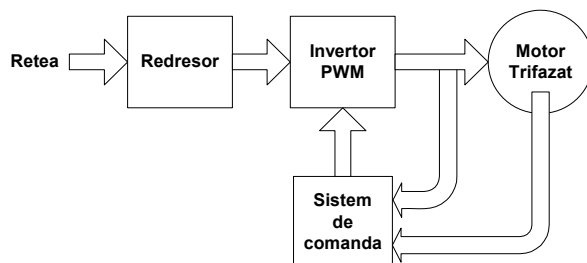 Retea
Redresor
Invertor
PWM
Motor
Trifazat
Sistem
de
comanda